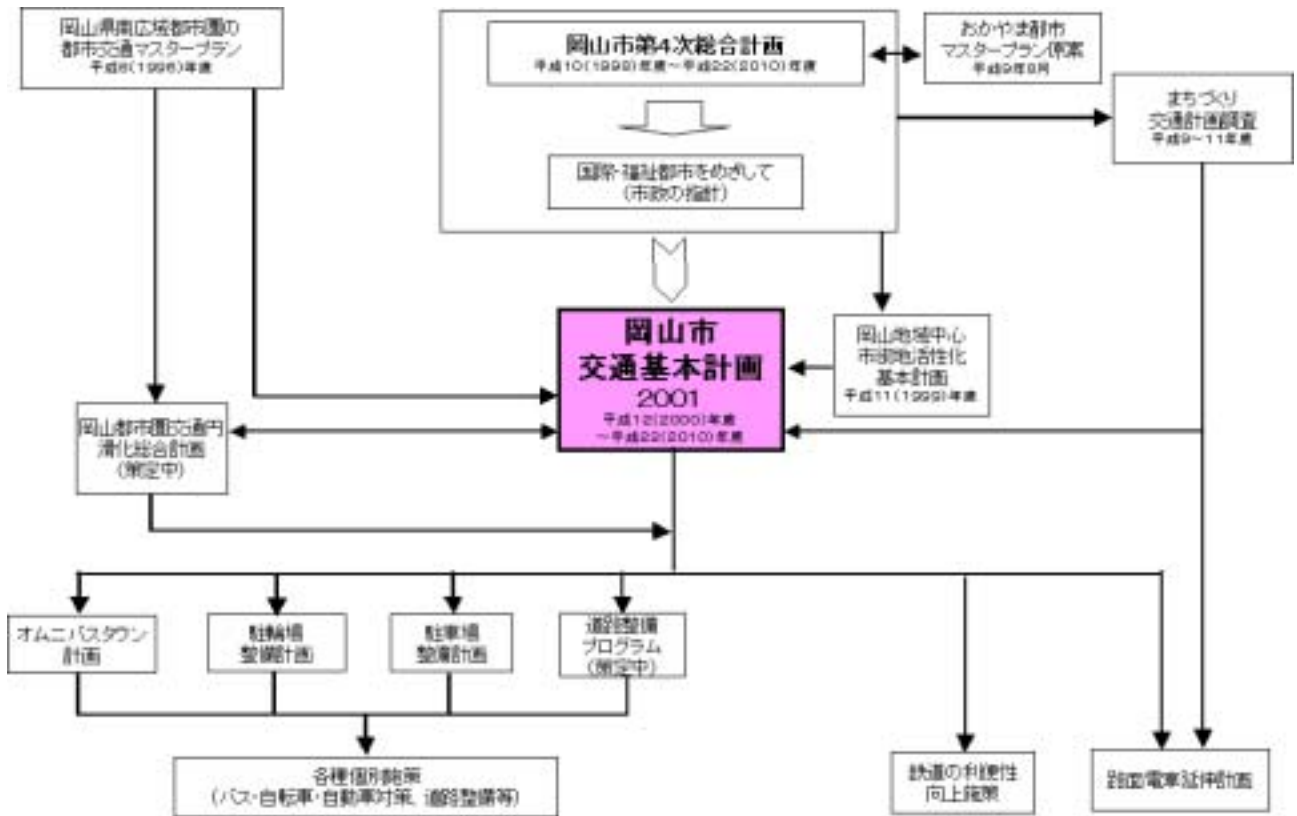 岡山県南広域都市圏の
都市交通マスタープラン
平成8(1996)年度
岡山市第4次総合計画
平成10(1998)年度～平成22(2010)年度
おかやま都市
マスタープラン原案
平成9年8月
まちづくり
交通計画調査
平成9～11年度
国際・福祉都市をめざして
(市政の指針)
岡山市
交通基本計画
2001
平成12(2000)年度
～平成22(2010)年度
岡山地域中心
市街地活性化
基本計画
平成11(1999)年度
岡山都市圏交通円
滑化総合計画
(策定中)
オムニバスタウン
計画
駐輪場
整備計画
駐車場
整備計画
道路整備
プログラム
(策定中)
各種個別施策
(バス・自転車・自動車対策、道路整備等)
鉄道の利便性
向上施策
路面電車延伸計画